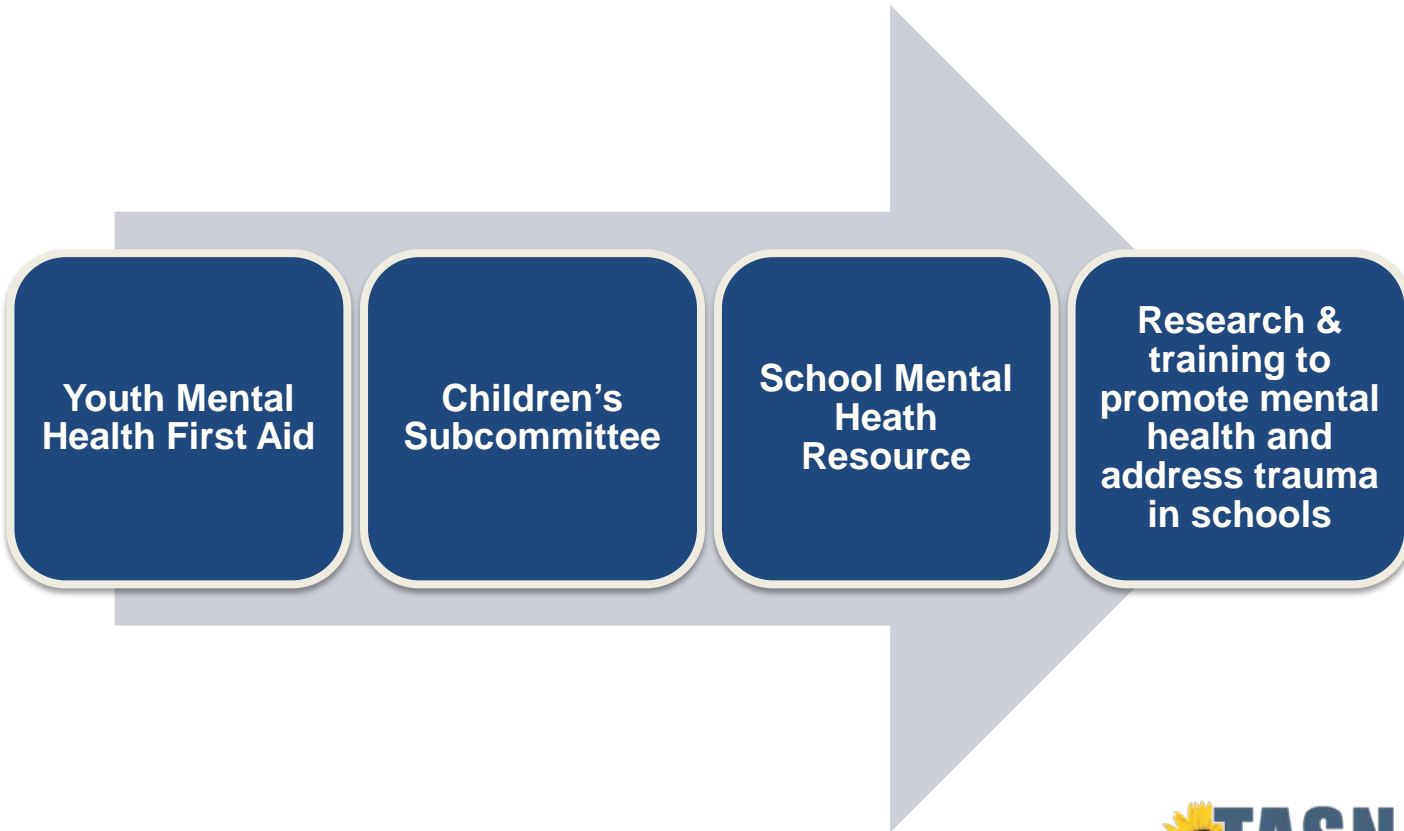 Youth Mental
Health First Aid
Children’s
Subcommittee
School Mental
Heath
Resource
Research &
training to
promote mental
health and
address trauma
in schools
TASN